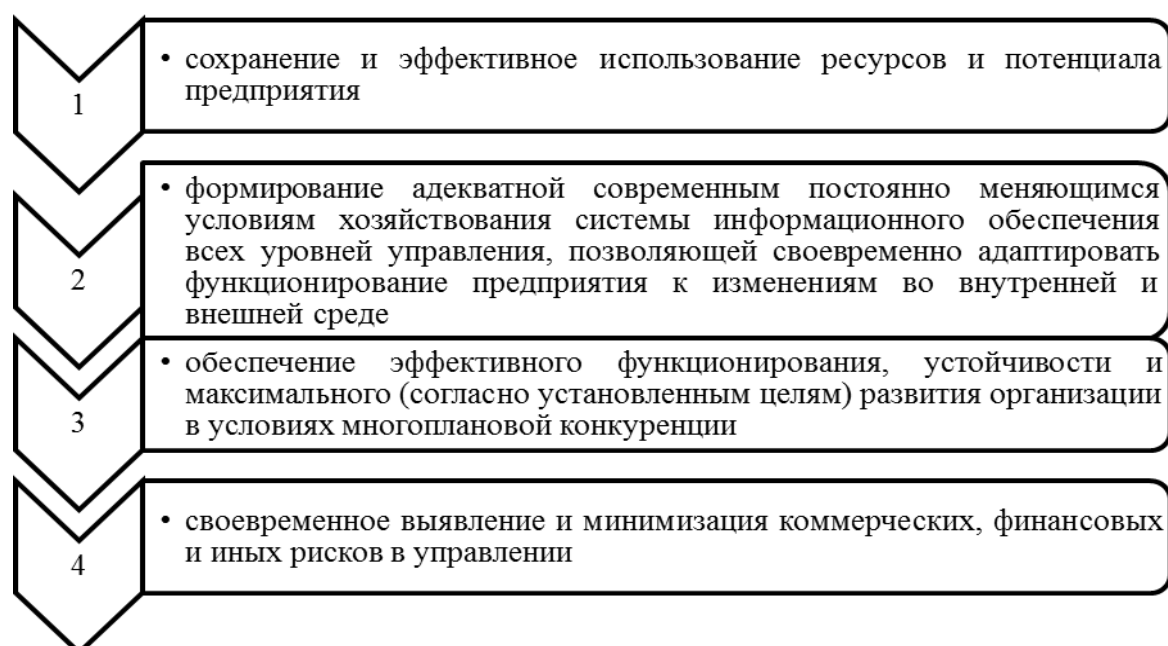 1
• сохранение и эффективное использование ресурсов и потенциала
предприятия
2
• формирование адекватной современным постоянно меняющимся
условиям хозяйствования системы информационного обеспечения
всех уровней управления, позволяющей своевременно адаптировать
функционирование предприятия к изменениям во внутренней и
внешней среде
3
• обеспечение эффективного функционирования, устойчивости и
максимального (согласно установленным целям) развития организации
в условиях многоплановой конкуренции
4
• своевременное выявление и минимизация коммерческих, финансовых
и иных рисков в управлении